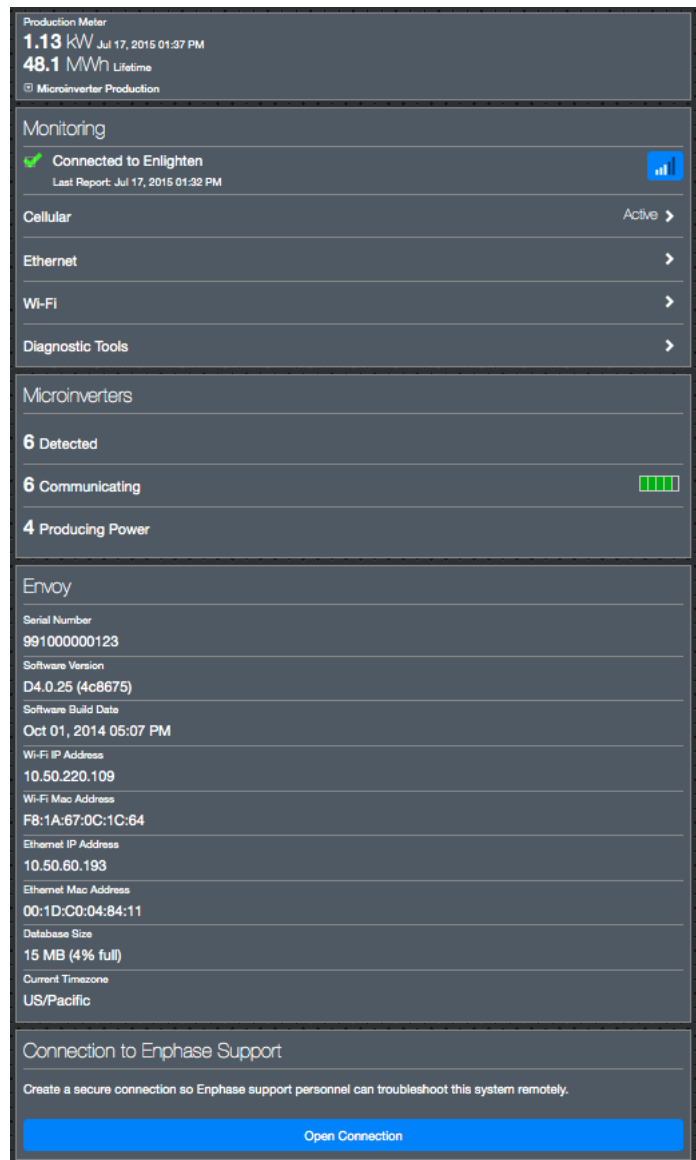 Production Meter
1.13 kW Jul 17, 2015 01:37 PM
48.1 MWh Lifetime
Microinverter Production
Monitoring
Connected to Enlighten
Last Report: Jul 17, 2015 01:32 PM
Cellular Active
Ethernet
Wi-Fi
Diagnostic Tools
Microinverters
6 Detected
6 Communicating
4 Producing Power
Envoy
Serial Number
991000000123
Software Version
D4.0.25 (4c8675)
Software Build Date
Oct 01, 2014 05:07 PM
Wi-Fi IP Address
10.50.220.109
Wi-Fi Mac Address
F8:1A:67:0C:1C:64
Ethernet IP Address
10.50.60.193
Ethernet Mac Address
00:1D:C0:04:84:11
Database Size
15 MB (4% full)
Current Timezone
US/Pacific
Connection to Enphase Support
Create a secure connection so Enphase support personnel can troubleshoot this system remotely.
Open Connection